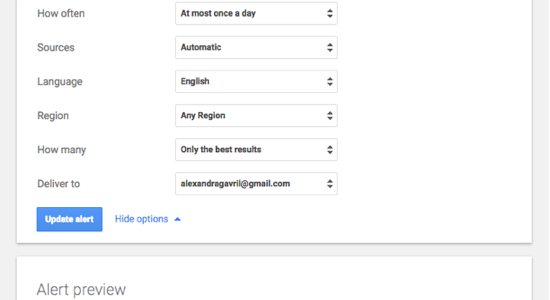 How often At most once a day
Sources Automatic
Language English
Region Any Region
How many Only the best results
Deliver to alexandragavril@gmail.com
Update alert Hide options
Alert preview